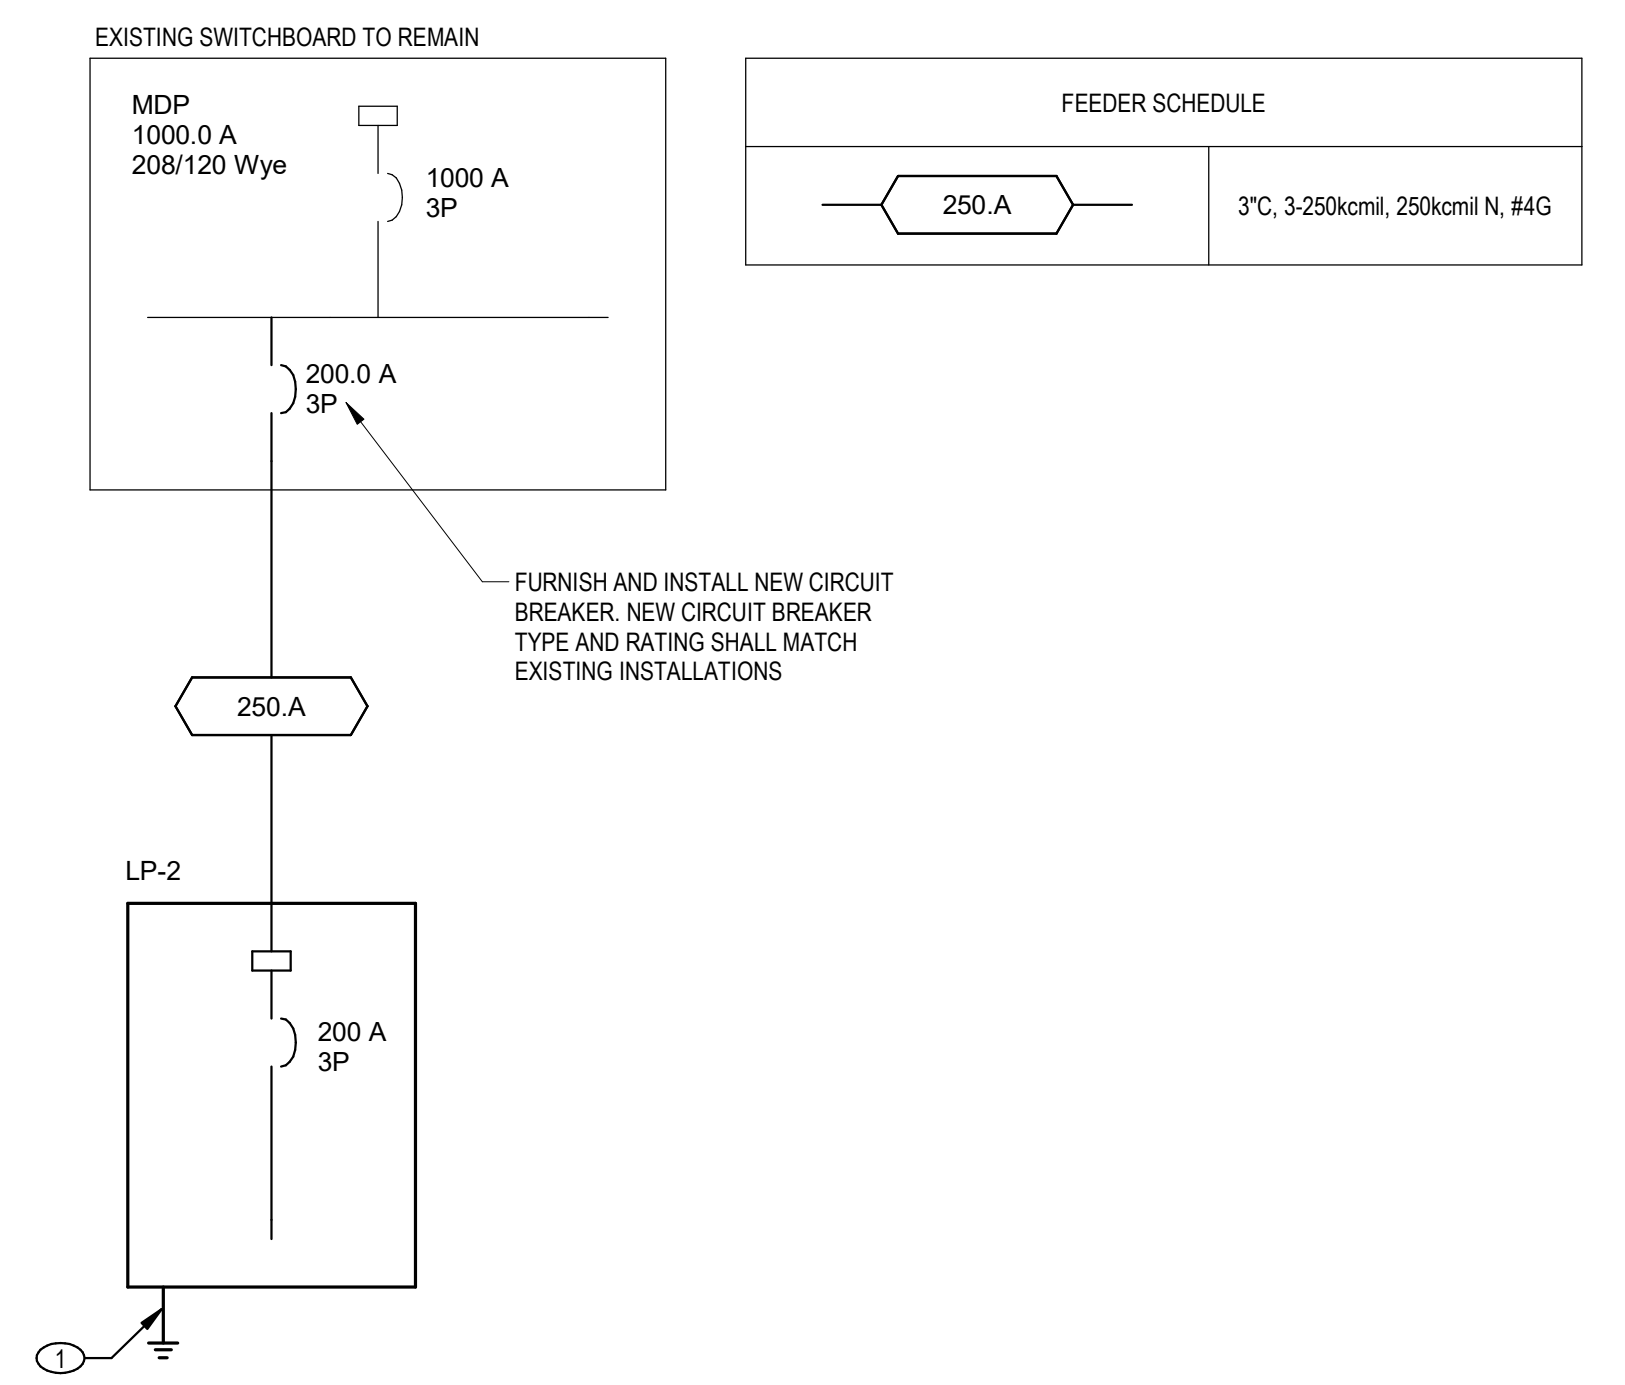 EXISTING SWITCHBOARD TO REMAIN
MDP
1000.0 A
208/120 Wye
1000 A
3P
200.0 A
3P
FEEDER SCHEDULE
250.A
3"C, 3-250kcmil, 250kcmil N, #4G
FURNISH AND INSTALL NEW CIRCUIT
BREAKER. NEW CIRCUIT BREAKER
TYPE AND RATING SHALL MATCH
EXISTING INSTALLATIONS
250.A
LP-2
200 A
3P
1